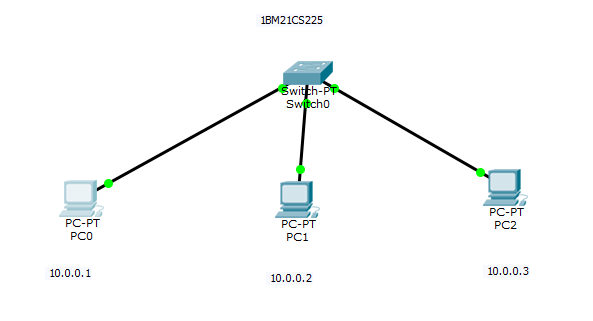 1BM21CS225
Switch-PT
Switch0
PC-PT
PC0
PC-PT
PC1
PC-PT
PC2
10.0.0.1
10.0.0.2
10.0.0.3